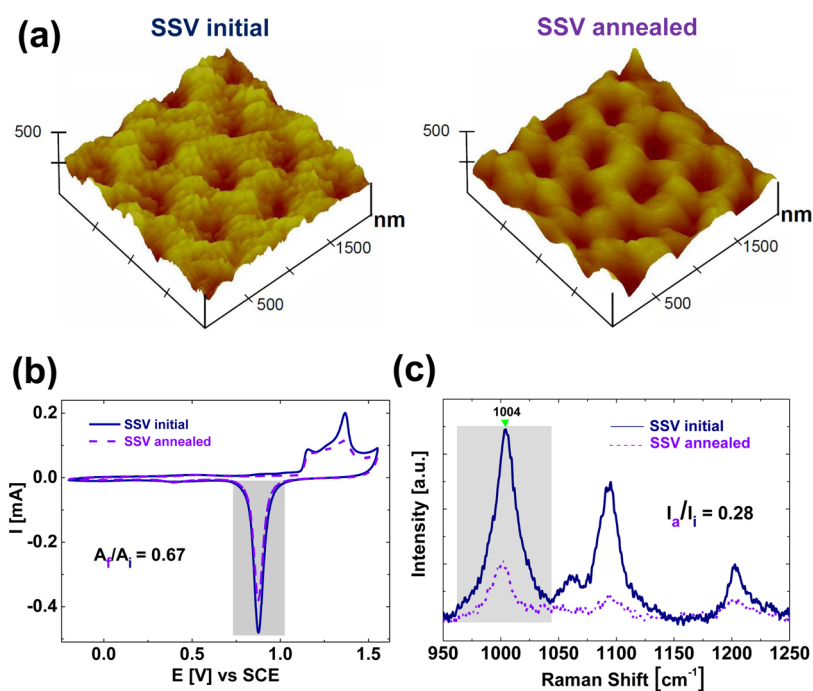 (a)
SSV initial
SSV annealed
500
nm
1500
500
500
nm
1500
500
(b)
0.2
0.0
-0.2
-0.4
I [mA]
SSV initial
SSV annealed
Af/Ai = 0.67
0.0
0.5
1.0
1.5
E [V] vs SCE
(c)
1004
SSV initial
SSV annealed
Ia/Ii = 0.28
Intensity [a.u.]
950
1000
1050
1100
1150
1200
1250
Raman Shift [cm-1]